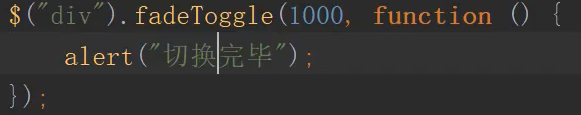 $("div").fadeToggle(1000, function () {
alert("切换完毕");
});